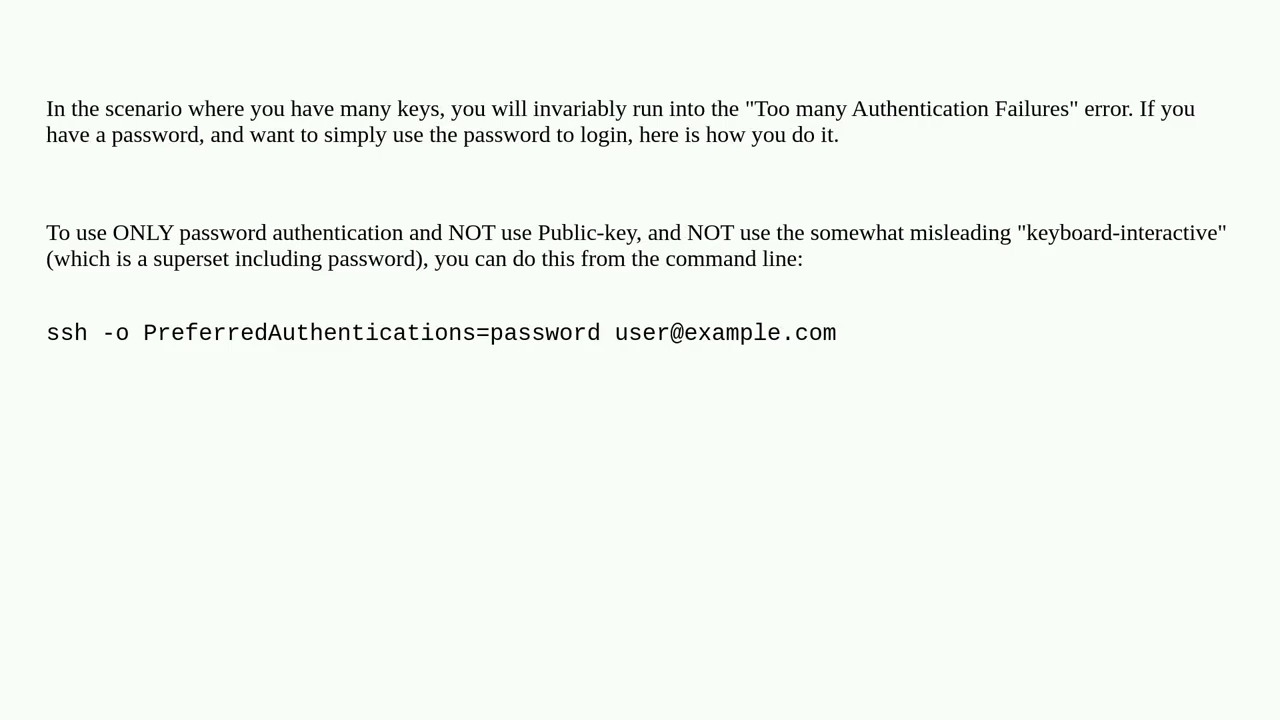 In the scenario where you have many keys, you will invariably run into the "Too many Authentication Failures" error. If you
have a password, and want to simply use the password to login, here is how you do it.
To use ONLY password authentication and NOT use Public-key, and NOT use the somewhat misleading "keyboard-interactive"
(which is a superset including password), you can do this from the command line:
ssh -o PreferredAuthentications=password user@example.com